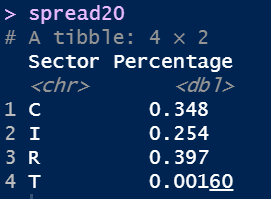 > spread20
# A tibble: 4 × 2
Sector Percentage
<chr> <dbl>
1 C 0.348
2 I 0.254
3 R 0.397
4 T 0.00160